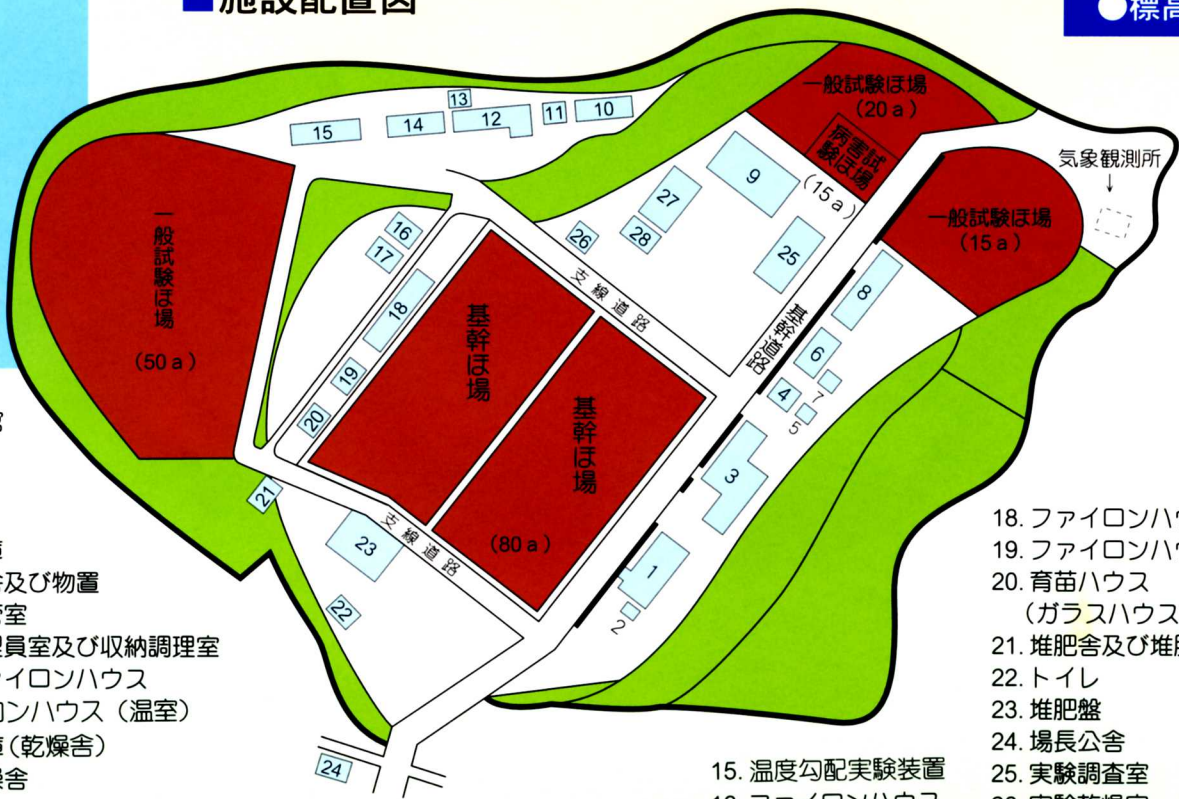 ■施設配置図
●標高
一般試験ほ場
(20a)
病害試
験ほ場
(15a)
気象観測所
一般試験ほ場
(15a)
13
15
14
12
11
10
9
27
28
26
25
16
17
18
19
20
8
6
7
4
5
3
1
2
21
23
22
24
一般試験ほ場
(50a)
基幹ほ場
基幹ほ場
(80a)
支線道路
基幹道路
支線道路
及び物置
室
員室及び収納調理室
イロンハウス
ンハウス(温室)
(乾燥舎)
舎
15. 温度勾配実験装置
18. ファイロンハ
19. ファイロンハ
20. 育苗ハウス
(ガラスハウス
21. 堆肥舎及び堆肥
22. トイレ
23. 堆肥盤
24. 場長公舎
25. 実験調査室